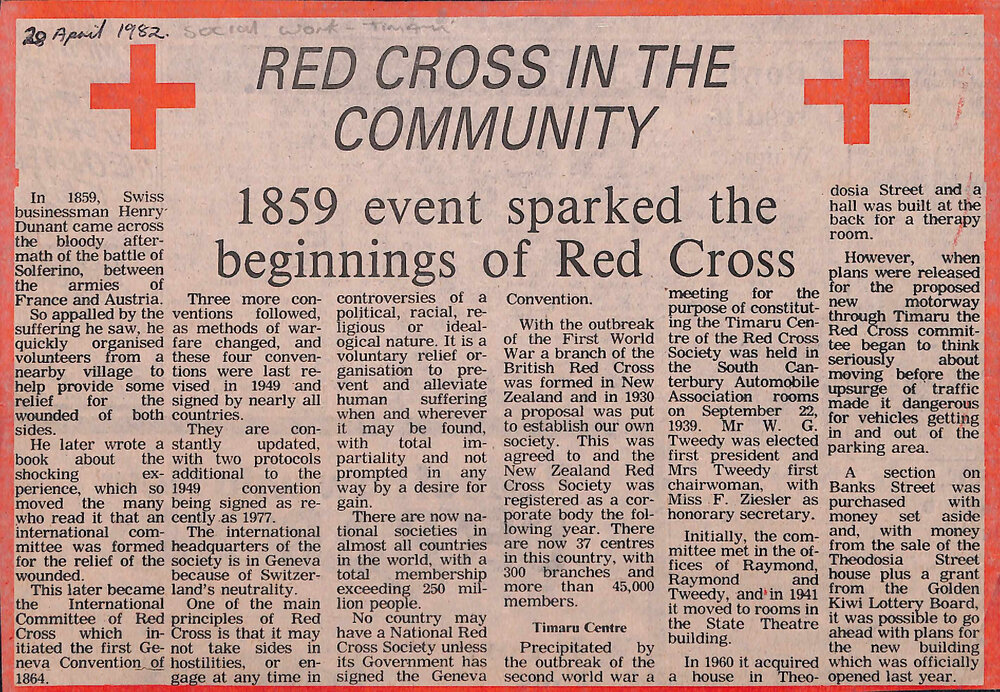 28 April 1982. Social Work - Timaru
RED CROSS IN THE
COMMUNITY
1859 event sparked the
beginnings of Red Cross
In 1859, Swiss
businessman Henry
Dunant came across
the bloody after-
math of the battle of
Solferino, between
the armies of
France and Austria.
So appalled by the
suffering he saw, he
quickly organised
volunteers from a
nearby village to
help provide some
relief for the
wounded of both
sides.
He later wrote a
book about the
shocking ex-
perience, which so
moved the many
who read it that an
international com-
mittee was formed
for the relief of the
wounded.
This later became
the International
Committee of Red
Cross which in-
itiated the first Ge-
neva Convention of
1864.
Three more con-
ventions followed,
as methods of war-
fare changed, and
these four conven-
tions were last re-
vised in 1949 and
signed by nearly all
countries.
They are con-
stantly updated,
with two protocols
additional to the
1949 convention
being signed as re-
cently as 1977.
The international
headquarters of the
society is in Geneva
because of Switzer-
land's neutrality.
One of the main
principles of Red
Cross is that it may
not take sides in
hostilities, or en-
gage at any time in
controversies of a
political, racial, re-
ligious or ideal-
ogical nature. It is a
voluntary relief or-
ganisation to pre-
vent and alleviate
human suffering
when and wherever
it may be found,
with total im-
partiality and not
prompted in any
way by a desire for
gain.
There are now na-
tional societies in
almost all countries
in the world, with a
total membership
exceeding 250 mil-
lion people.
No country may
have a National Red
Cross Society unless
its Government has
signed the Geneva
Convention.
With the outbreak
of the First World
War a branch of the
British Red Cross
was formed in New
Zealand and in 1930
a proposal was put
to establish our own
society. This was
agreed to and the
New Zealand Red
Cross Society was
registered as a cor-
porate body the fol-
lowing year. There
are now 37 centres
in this country, with
300 branches and
more than 45,000
members.
Timaru Centre
Precipitated by
the outbreak of the
second world war a
meeting for the
purpose of constitut-
ing the Timaru Cen-
tre of the Red Cross
Society was held in
the South Can-
terbury Automobile
Association rooms
on September 22,
1939. Mr W. G.
Tweedy was elected
first president and
Mrs Tweedy first
chairwoman, with
Miss F. Ziesler as
honorary secretary.
Initially, the com-
mittee met in the of-
fices of Raymond,
Raymond and
Tweedy, and in 1941
it moved to rooms in
the State Theatre
building.
In 1960 it acquired
a house in Theo-
dosia Street and a
hall was built at the
back for a therapy
room.
However, when
plans were released
for the proposed
new motorway
through Timaru the
Red Cross commit-
tee began to think
seriously about
moving before the
upsurge of traffic
made it dangerous
for vehicles getting
in and out of the
parking area.
A section on
Banks Street was
purchased with
money set aside
and, with money
from the sale of the
Theodosia Street
house plus a grant
from the Golden
Kiwi Lottery Board,
it was possible to go
ahead with plans for
the new building
which was officially
opened last year.